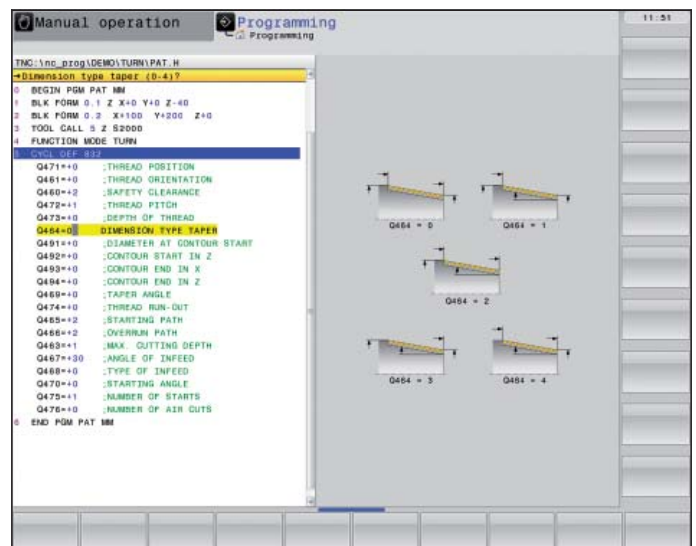 Manual operation
Programming
Programming
11:51
TNC:\nc_prog\DEMO\TURN\PAT.H
→Dimension type taper (0-4)?
0 BEGIN PGM PAT MM
1 BLK FORM 0.1 Z X+0 Y+0 Z-40
2 BLK FORM 0.2 X+100 Y+200 Z+0
3 TOOL CALL 5 Z S2000
4 FUNCTION MODE TURN
5 CYCL DEF 832
Q471=+0 ;THREAD POSITION
Q461=+0 ;THREAD ORIENTATION
Q460=+2 ;SAFETY CLEARANCE
Q472=+1 ;THREAD PITCH
Q473=+0 ;DEPTH OF THREAD
Q464=0 DIMENSION TYPE TAPER
Q491=+0 ;DIAMETER AT CONTOUR START
Q492=+0 ;CONTOUR START IN Z
Q493=+0 ;CONTOUR END IN X
Q494=+0 ;CONTOUR END IN Z
Q469=+0 ;TAPER ANGLE
Q474=+0 ;THREAD RUN-OUT
Q465=+2 ;STARTING PATH
Q466=+2 ;OVERRUN PATH
Q463=+1 ;MAX. CUTTING DEPTH
Q467=+30 ;ANGLE OF INFEED
Q468=+0 ;TYPE OF INFEED
Q470=+0 ;STARTING ANGLE
Q475=+1 ;NUMBER OF STARTS
Q476=+0 ;NUMBER OF AIR CUTS
6 END PGM PAT MM
Q464 = 0
Q464 = 1
Q464 = 2
Q464 = 3
Q464 = 4